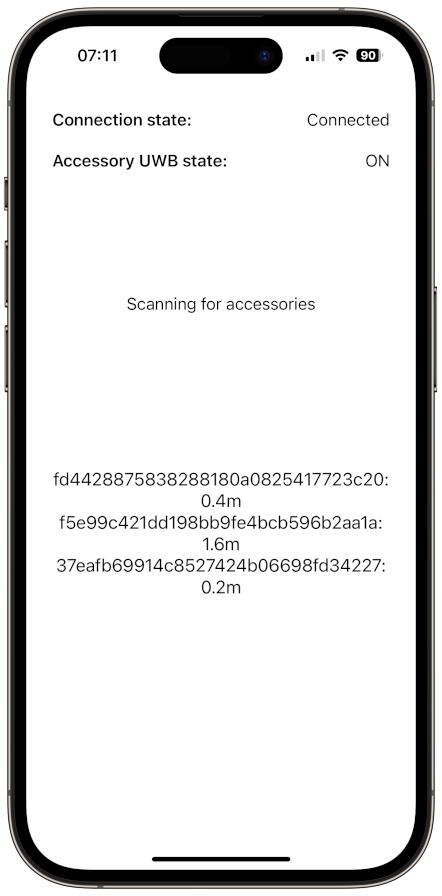 07:11
90
Connection state: Connected
Accessory UWB state: ON
Scanning for accessories
fd4428875838288180a0825417723c20:
0.4m
f5e99c421dd198bb9fe4bcb596b2aa1a:
1.6m
37eafb69914c8527424b06698fd34227:
0.2m